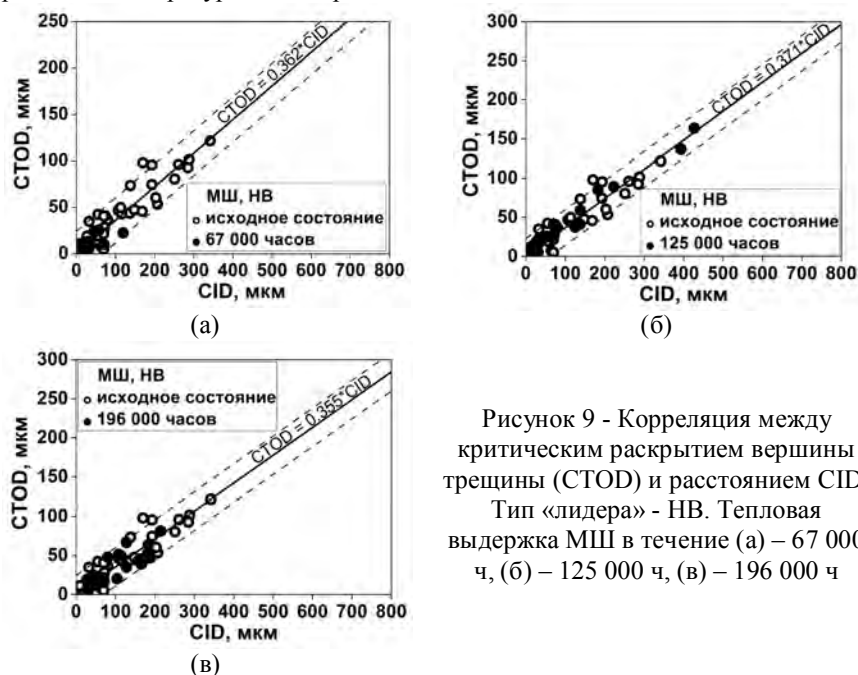 250
200
150
100
50
0
CTOD, мкм
CTOD = 0.362*CID
МШ, НВ
исходное состояние
67 000 часов
0 100 200 300 400 500 600 700 800
CID, мкм
(а)
300
250
200
150
100
50
0
CTOD, мкм
CTOD = 0.371*CID
МШ, НВ
исходное состояние
125 000 часов
0 100 200 300 400 500 600 700 800
CID, мкм
(б)
300
250
200
150
100
50
0
CTOD, мкм
МШ, НВ
исходное состояние
196 000 часов
CTOD = 0.355*CID
0 100 200 300 400 500 600 700 800
CID, мкм
(в)
Рисунок 9 - Корреляция между
критическим раскрытием вершины
трещины (CTOD) и расстоянием CID
Тип «лидера» - НВ. Тепловая
выдержка МШ в течение (а) – 67 000
ч, (б) – 125 000 ч, (в) – 196 000 ч